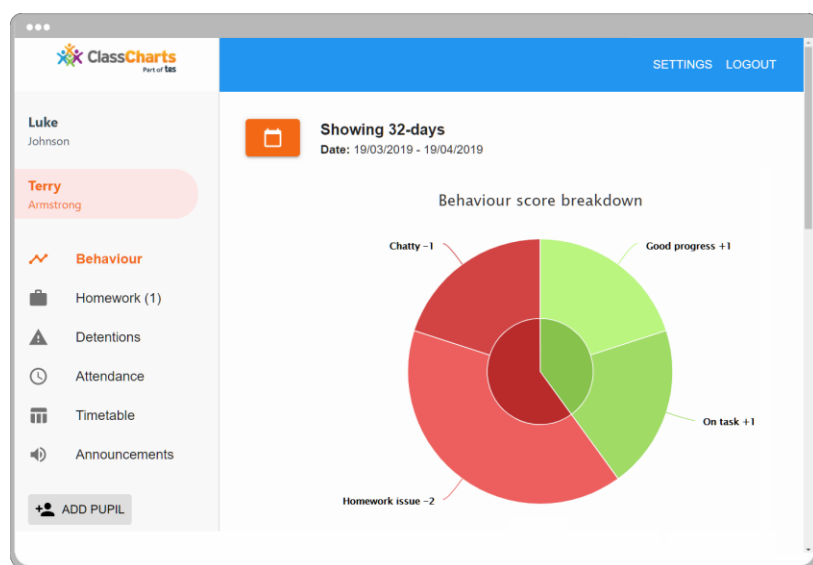 ClassCharts
Part of tes
SETTINGS LOGOUT
Luke
Johnson
Terry
Armstrong
Behaviour
Homework (1)
Detentions
Attendance
Timetable
Announcements
ADD PUPIL
Showing 32-days
Date: 19/03/2019 - 19/04/2019
Behaviour score breakdown
Chatty -1
Good progress +1
On task +1
Homework issue -2